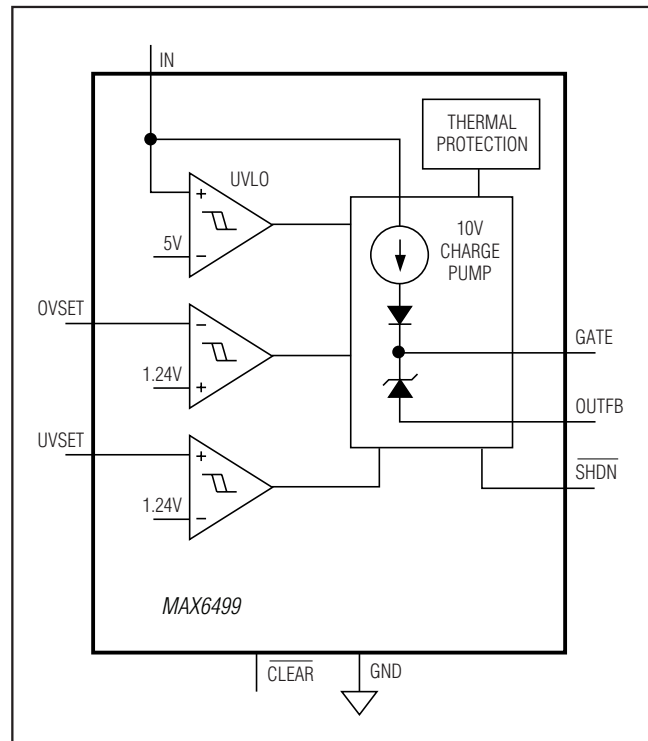 IN
THERMAL
PROTECTION
UVLO
+
5V
−
10V
CHARGE
PUMP
OVSET
−
1.24V
+
GATE
OUTFB
UVSET
+
1.24V
−
SHDN
MAX6499
CLEAR
GND